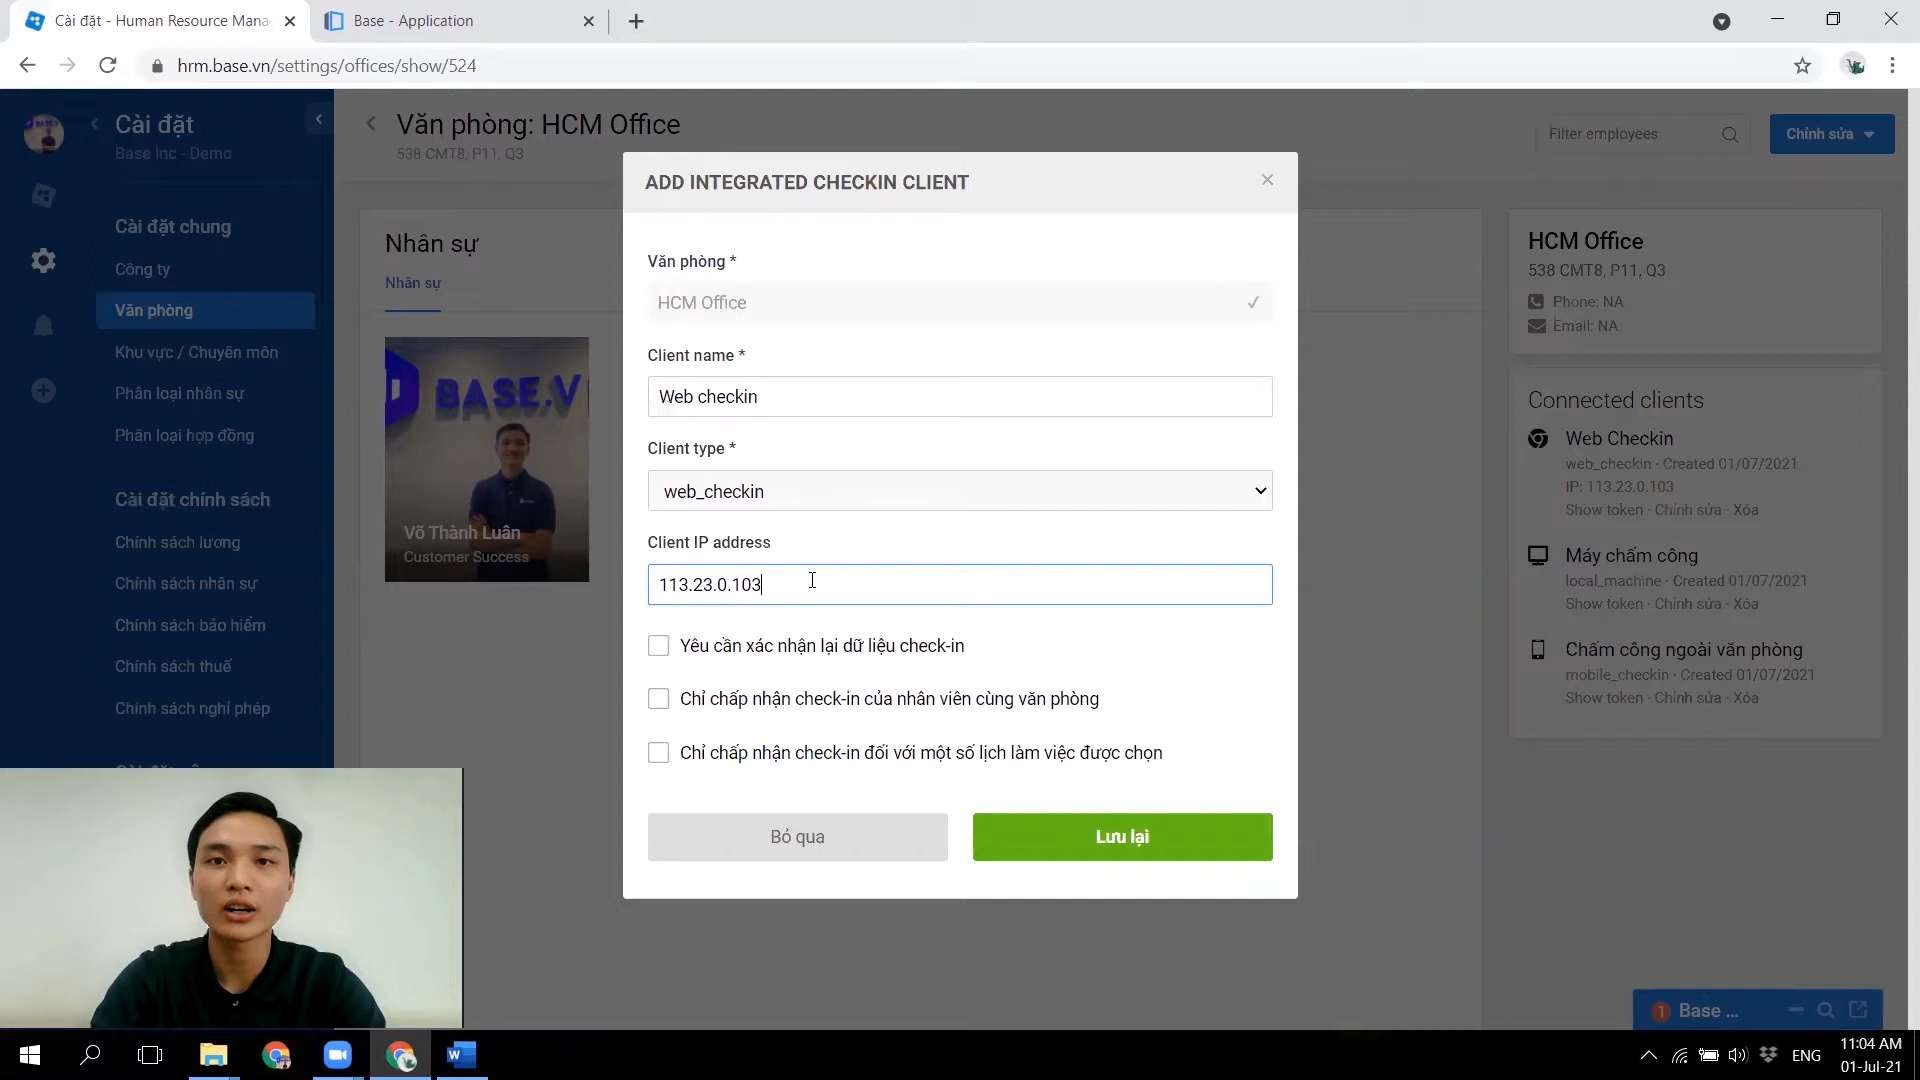 Cài đặt - Human Resource Mana
Base - Application
hrm.base.vn/settings/offices/show/524
Cài đặt
Base Inc - Demo
Cài đặt chung
Công ty
Văn phòng
Khu vực / Chuyên môn
Phân loại nhân sự
Phân loại hợp đồng
Cài đặt chính sách
Chính sách lương
Chính sách nhân sự
Chính sách bảo hiểm
Chính sách thuế
Chính sách nghỉ phép
Văn phòng: HCM Office
538 CMT8, P11, Q3
Filter employees
Chỉnh sửa
Nhân sự
Nhân sự
BASE.V
Võ Thành Luân
Customer Success
ADD INTEGRATED CHECKIN CLIENT
Văn phòng *
HCM Office
Client name *
Web checkin
Client type *
web_checkin
Client IP address
113.23.0.103
Yêu cần xác nhận lại dữ liệu check-in
Chỉ chấp nhận check-in của nhân viên cùng văn phòng
Chỉ chấp nhận check-in đối với một số lịch làm việc được chọn
Bỏ qua
Lưu lại
HCM Office
538 CMT8, P11, Q3
Phone: NA
Email: NA
Connected clients
Web Checkin
web_checkin · Created 01/07/2021
IP: 113.23.0.103
Show token · Chỉnh sửa · Xóa
Máy chấm công
local_machine · Created 01/07/2021
Show token · Chỉnh sửa · Xóa
Chấm công ngoài văn phòng
mobile_checkin · Created 01/07/2021
Show token · Chỉnh sửa · Xóa
1 Base ...
ENG
11:04 AM
01-Jul-21